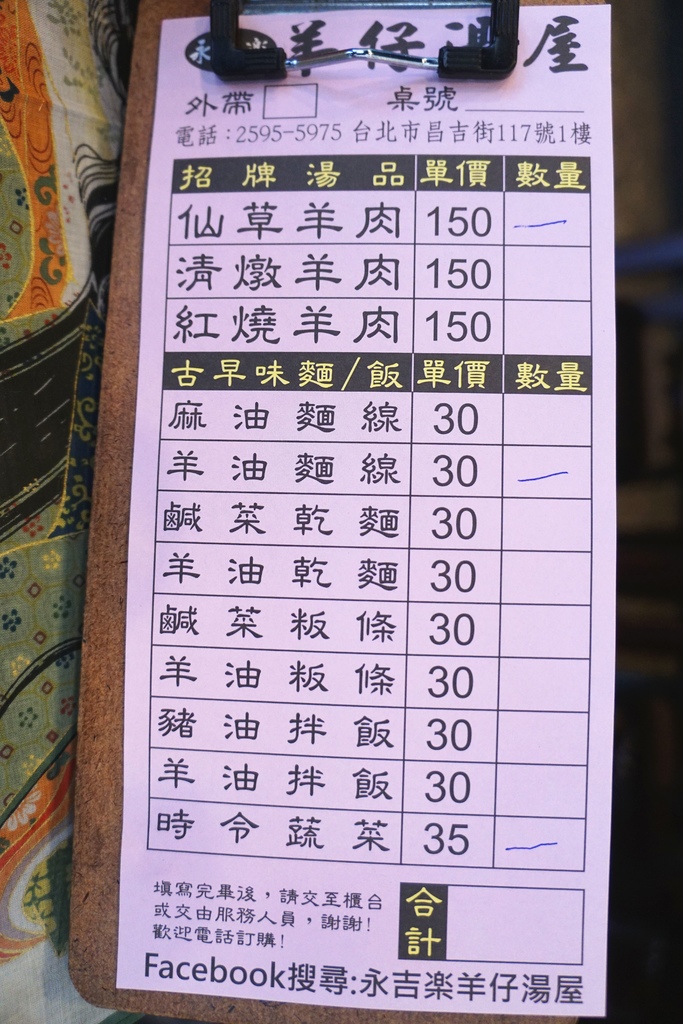 永 楽 羊仔湯屋
外帶 桌號
電話：2595-5975 台北市昌吉街117號1樓
招牌湯品 單價 數量
仙草羊肉 150 一
清燉羊肉 150
紅燒羊肉 150
古早味麵/飯 單價 數量
麻油麵線 30
羊油麵線 30 一
鹹菜乾麵 30
羊油乾麵 30
鹹菜粄條 30
羊油粄條 30
豬油拌飯 30
羊油拌飯 30
時令蔬菜 35 一
填寫完畢後，請交至櫃台
或交由服務人員，謝謝！
歡迎電話訂購！
合計
Facebook搜尋:永吉楽羊仔湯屋